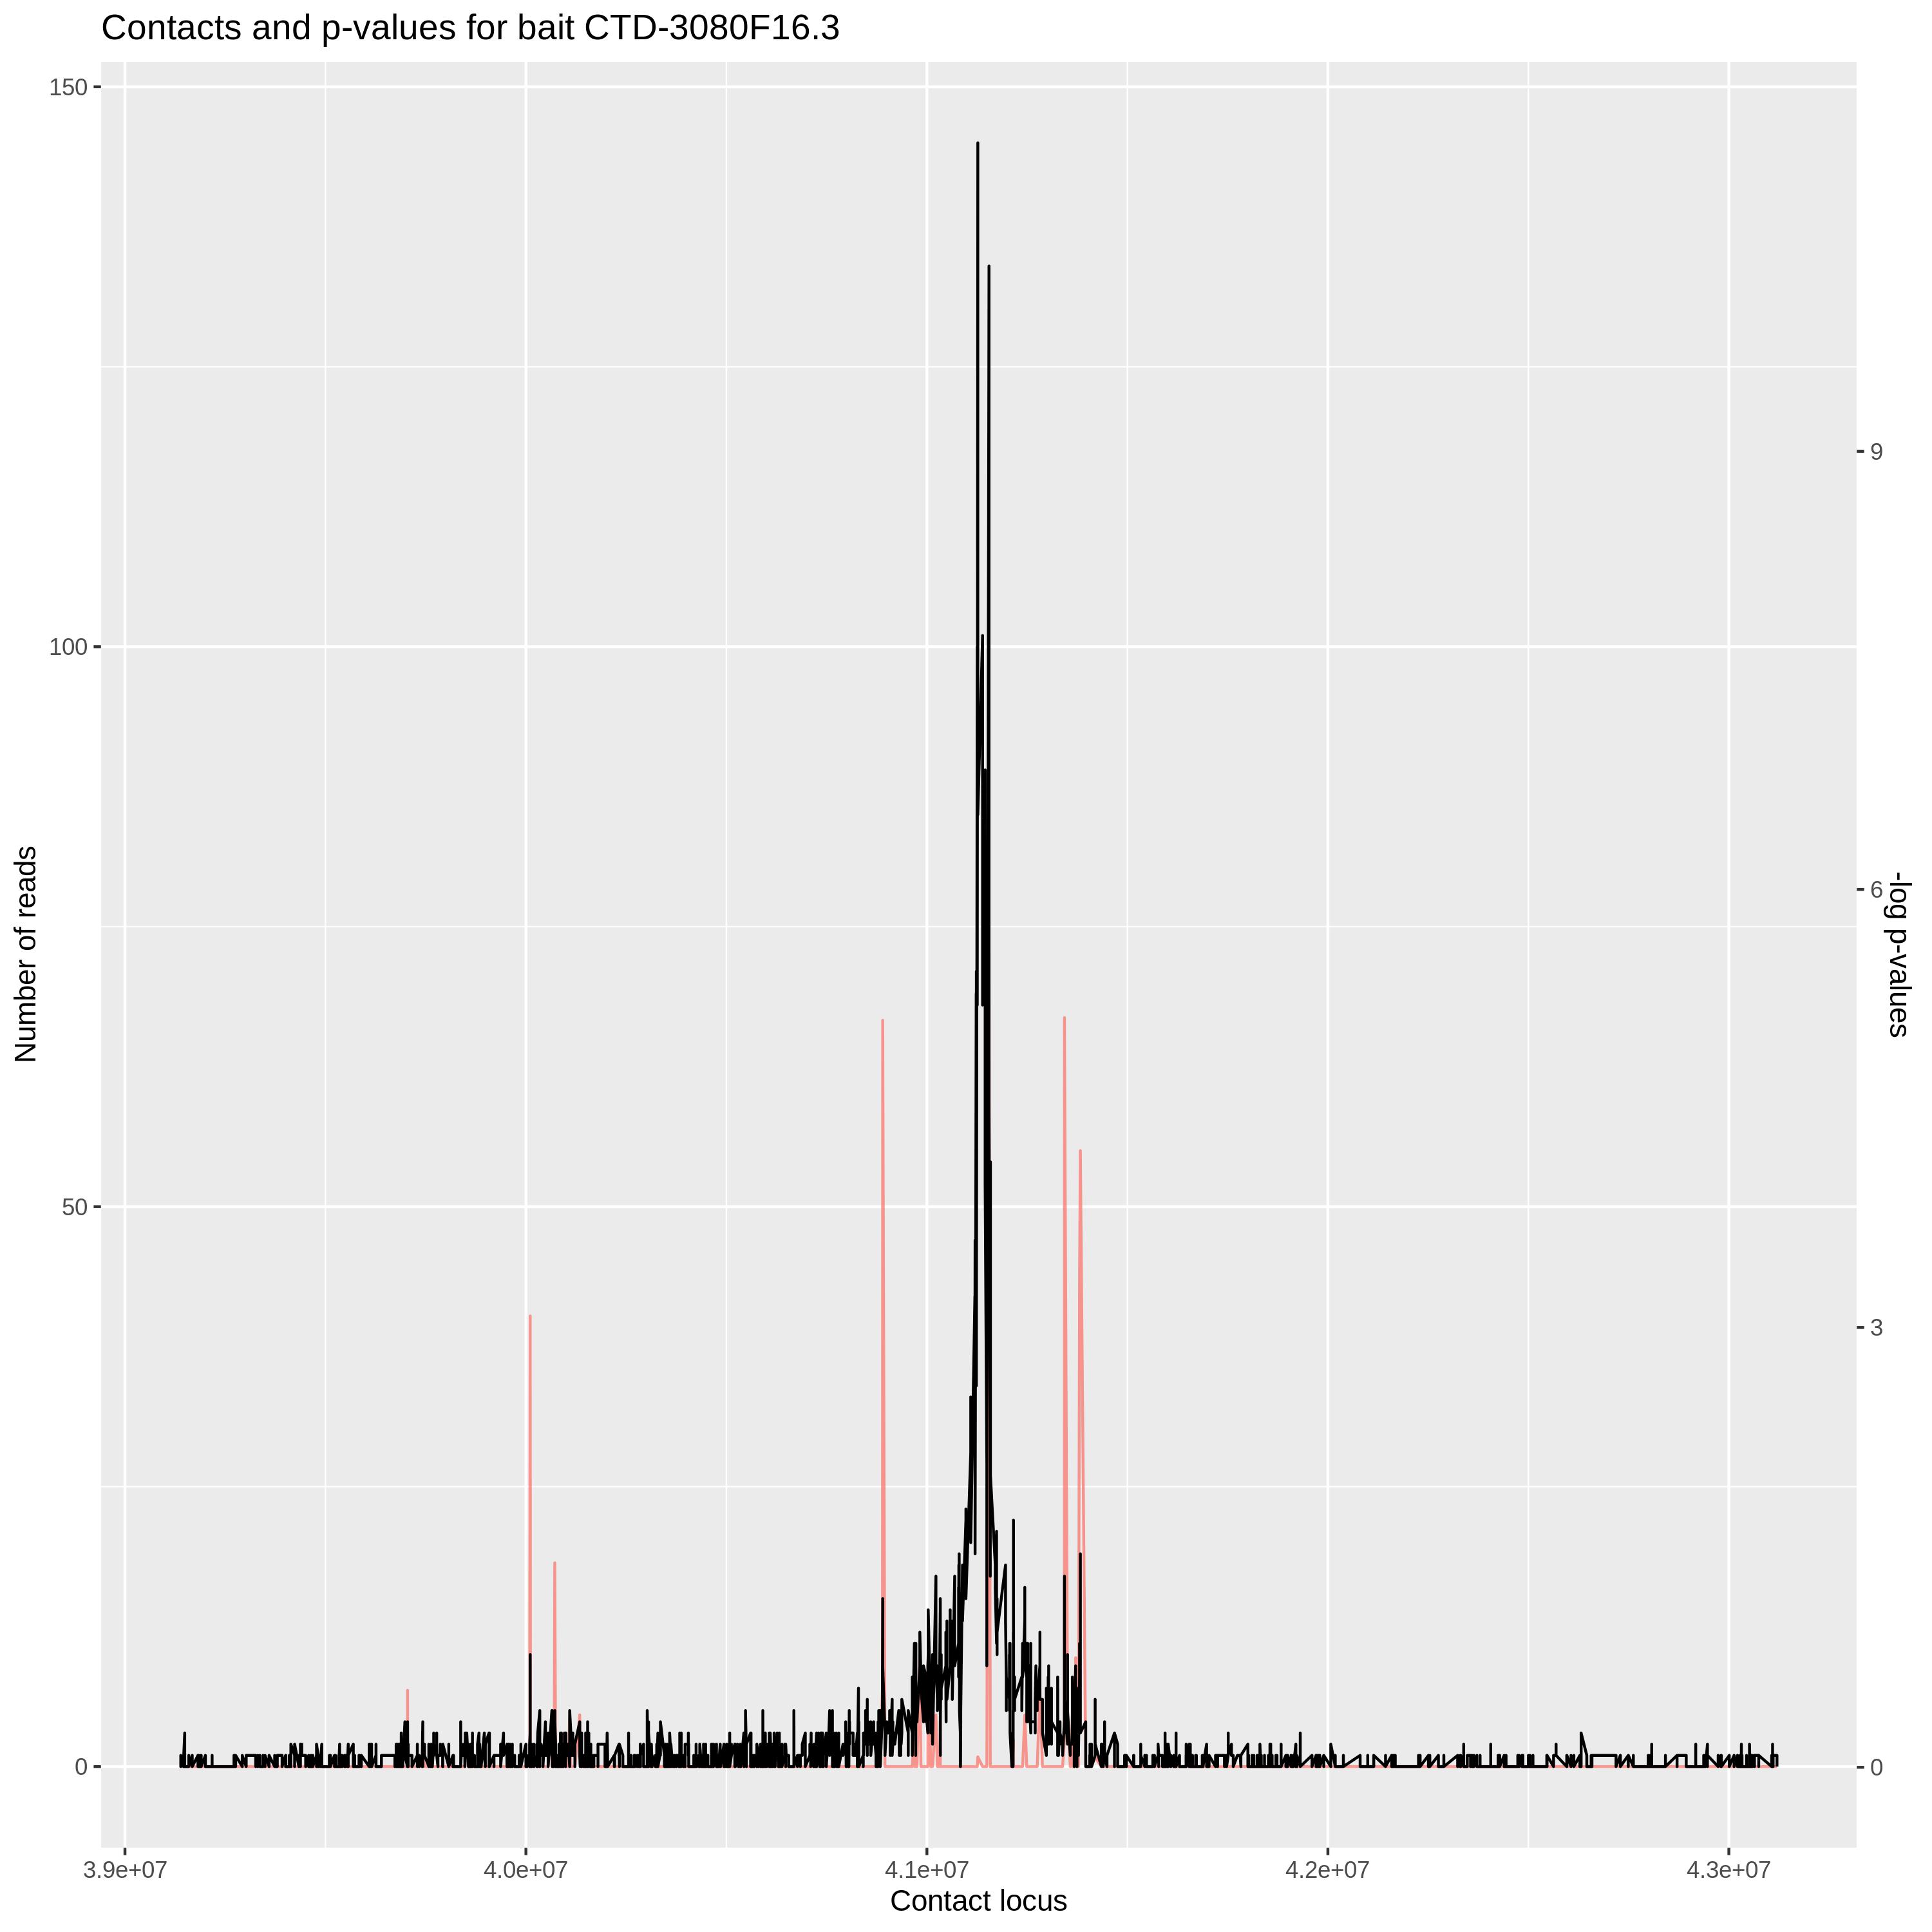 Contacts and p-values for bait CTD-3080F16.3
150
100
50
0
Number of reads
9
6
3
0
-log p-values
3.9e+07
4.0e+07
4.1e+07
4.2e+07
4.3e+07
Contact locus